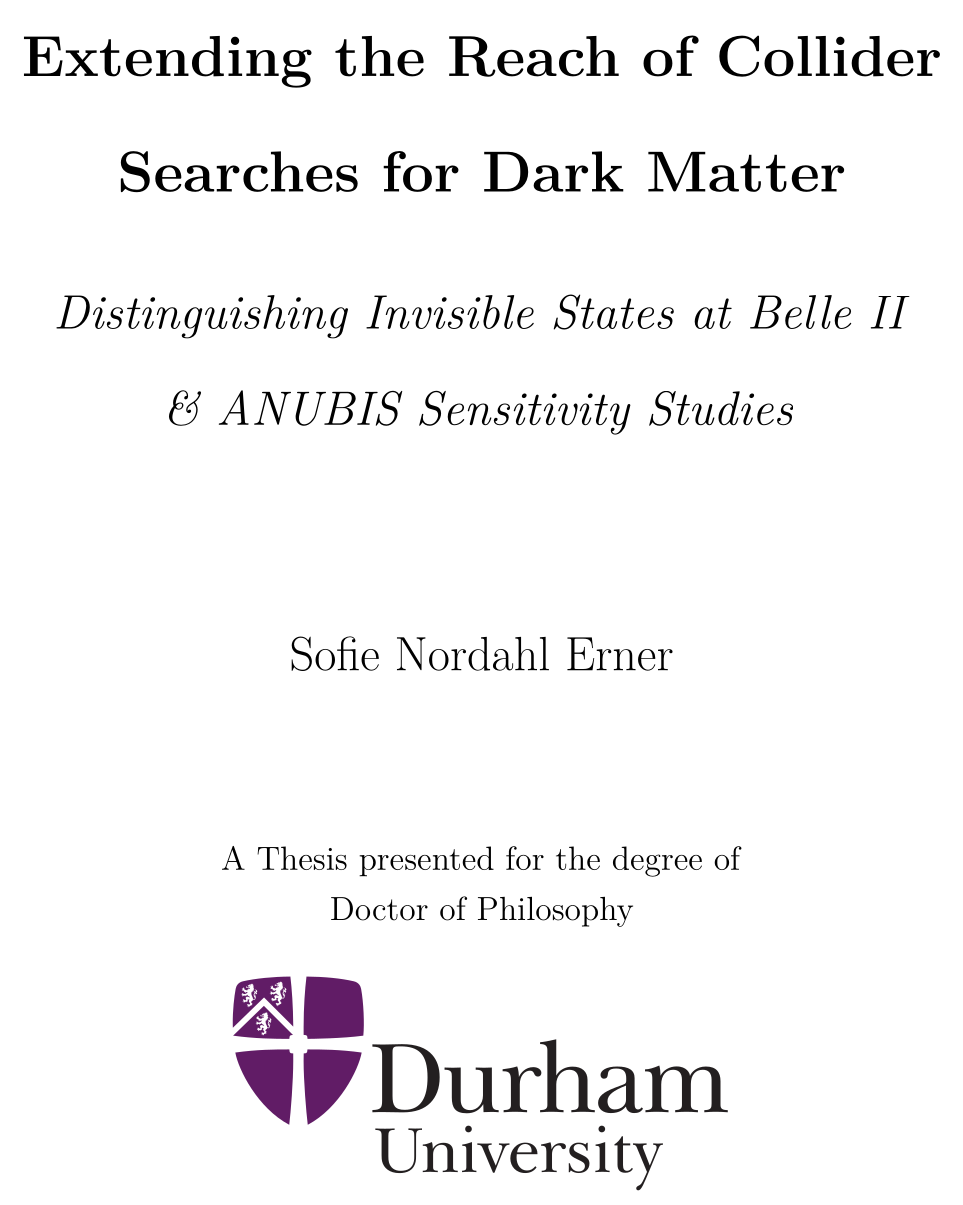 Extending the Reach of Collider
Searches for Dark Matter
Distinguishing Invisible States at Belle II
& ANUBIS Sensitivity Studies
Sofie Nordahl Erner
A Thesis presented for the degree of
Doctor of Philosophy
Durham
University